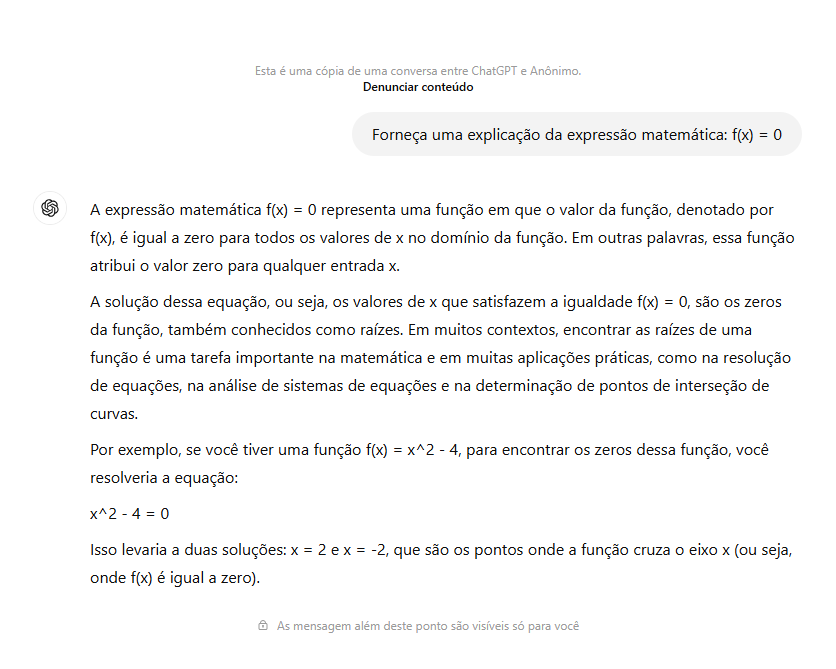 Esta é uma cópia de uma conversa entre ChatGPT e Anônimo.
Denunciar conteúdo
Forneça uma explicação da expressão matemática: f(x) = 0
A expressão matemática f(x) = 0 representa uma função em que o valor da função, denotado por
f(x), é igual a zero para todos os valores de x no domínio da função. Em outras palavras, essa função
atribui o valor zero para qualquer entrada x.
A solução dessa equação, ou seja, os valores de x que satisfazem a igualdade f(x) = 0, são os zeros
da função, também conhecidos como raízes. Em muitos contextos, encontrar as raízes de uma
função é uma tarefa importante na matemática e em muitas aplicações práticas, como na resolução
de equações, na análise de sistemas de equações e na determinação de pontos de interseção de
curvas.
Por exemplo, se você tiver uma função f(x) = x^2 - 4, para encontrar os zeros dessa função, você
resolveria a equação:
x^2 - 4 = 0
Isso levaria a duas soluções: x = 2 e x = -2, que são os pontos onde a função cruza o eixo x (ou seja,
onde f(x) é igual a zero).
As mensagem além deste ponto são visíveis só para você